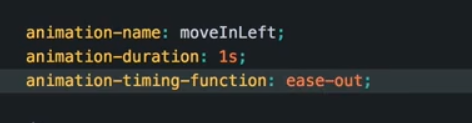 animation-name: moveInLeft;
animation-duration: 1s;
animation-timing-function: ease-out;